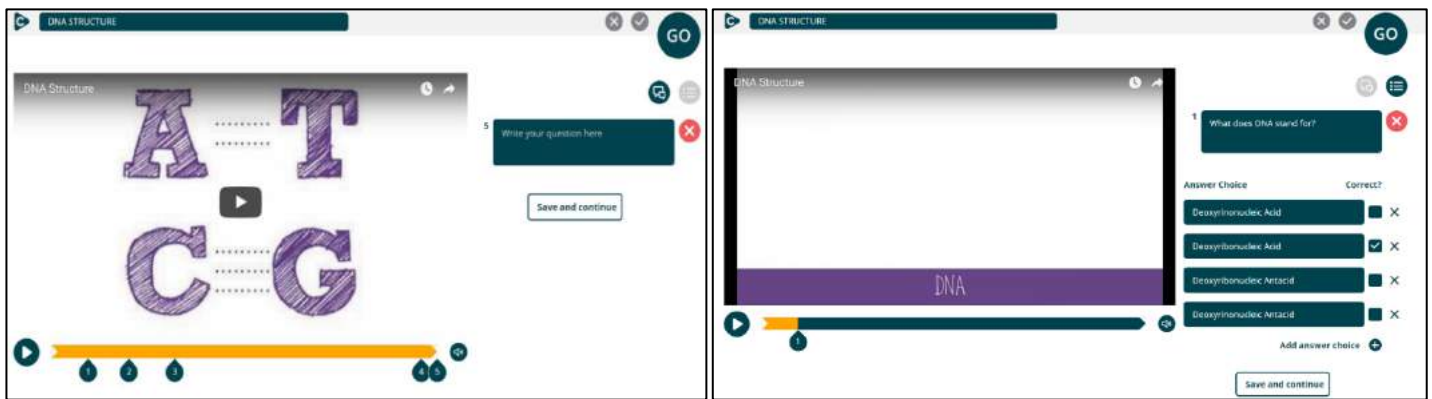 DNA STRUCTURE
GO
DNA Structure
A T
C G
5
Write your question here
Save and continue
1 2 3 4 5
DNA STRUCTURE
GO
DNA Structure
DNA
1
1
What does DNA stand for?
Answer Choice Correct?
Deoxyrinonucleic Acid
Deoxyribonucleic Acid
Deoxyribonucleic Antacid
Deoxyrinonucleic Antacid
Add answer choice
Save and continue